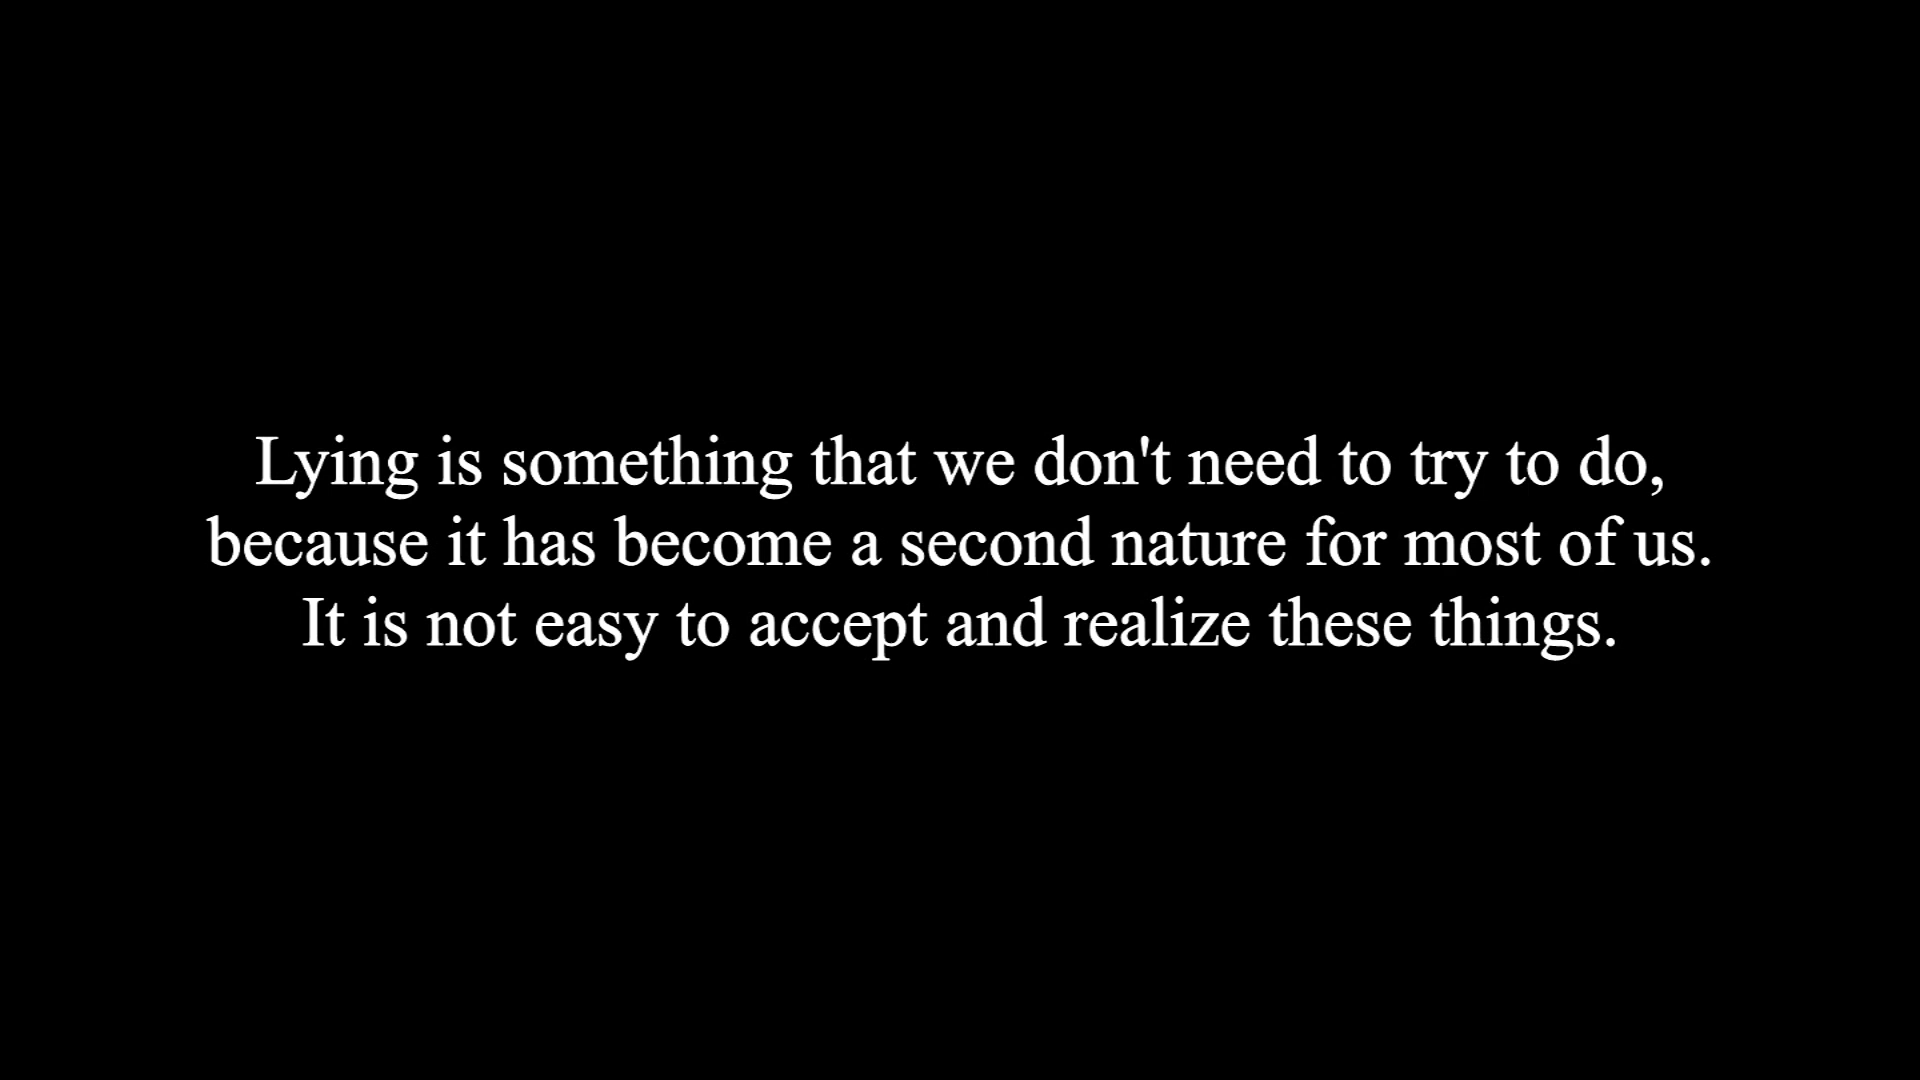 Lying is something that we don't need to try to do,
because it has become a second nature for most of us.
It is not easy to accept and realize these things.